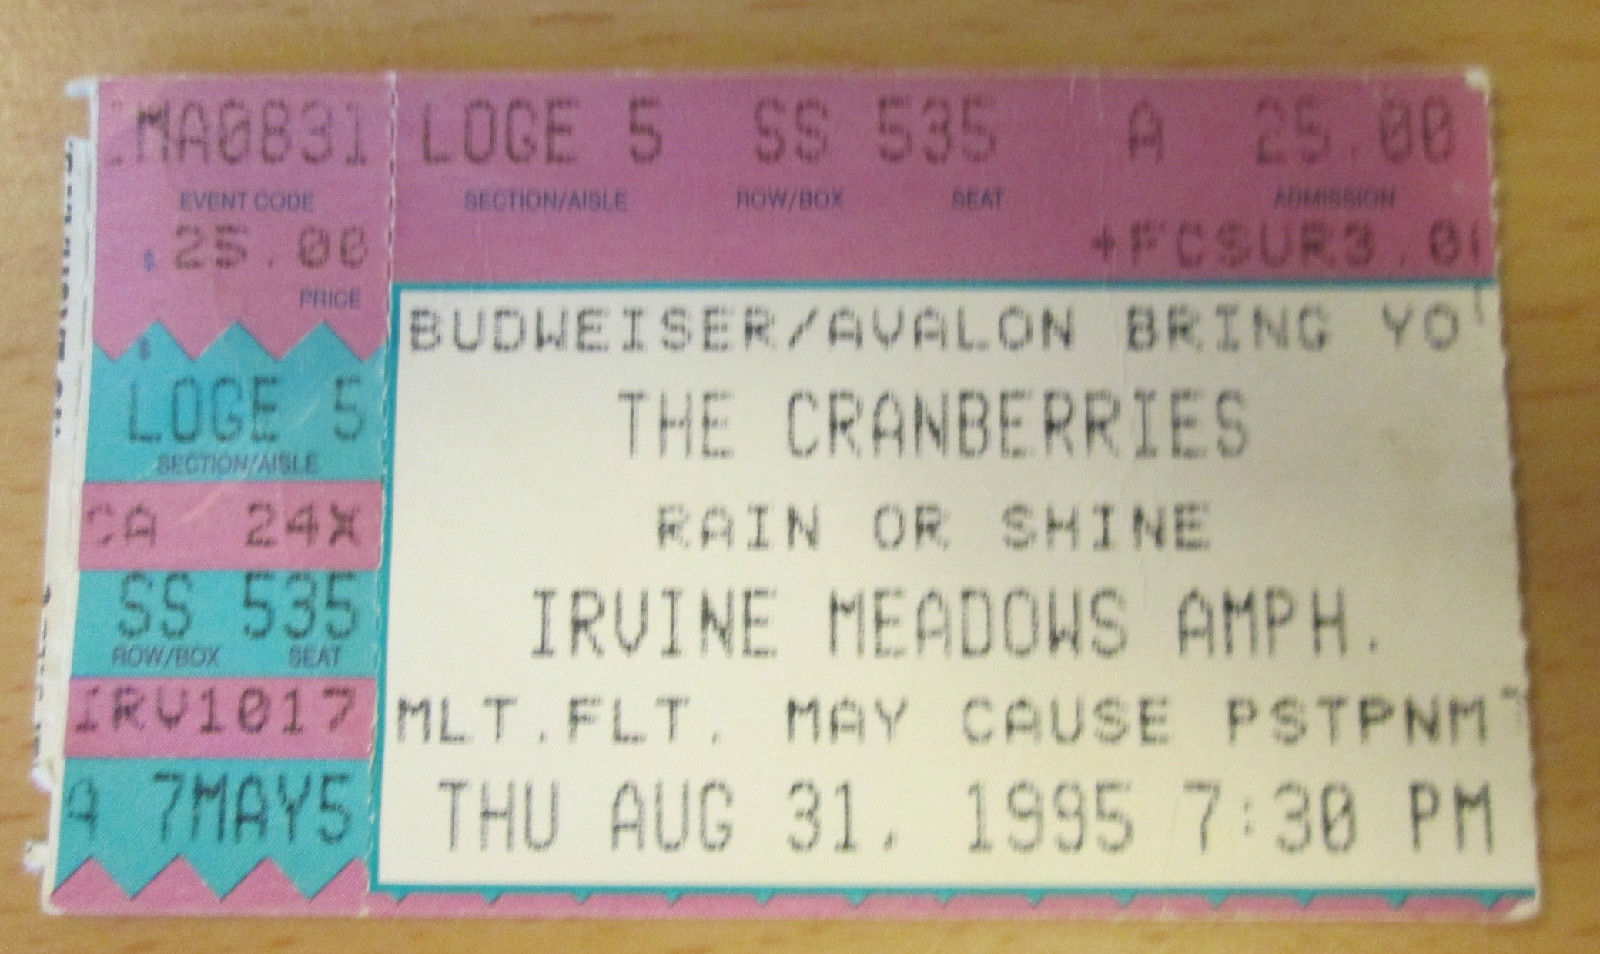 MA0831 LOGE 5 SS 535 A 25.00
EVENT CODE SECTION/AISLE ROW/BOX SEAT ADMISSION
$ 25.00 +FCSUR3.0
PRICE
BUDWEISER/AVALON BRING YO
$
LOGE 5 THE CRANBERRIES
SECTION/AISLE
CA 24X RAIN OR SHINE
SS 535 IRVINE MEADOWS AMPH.
ROW/BOX SEAT
IRV1017 MLT.FLT. MAY CAUSE PSTPNM
A 7MAY5 THU AUG 31, 1995 7:30 PM